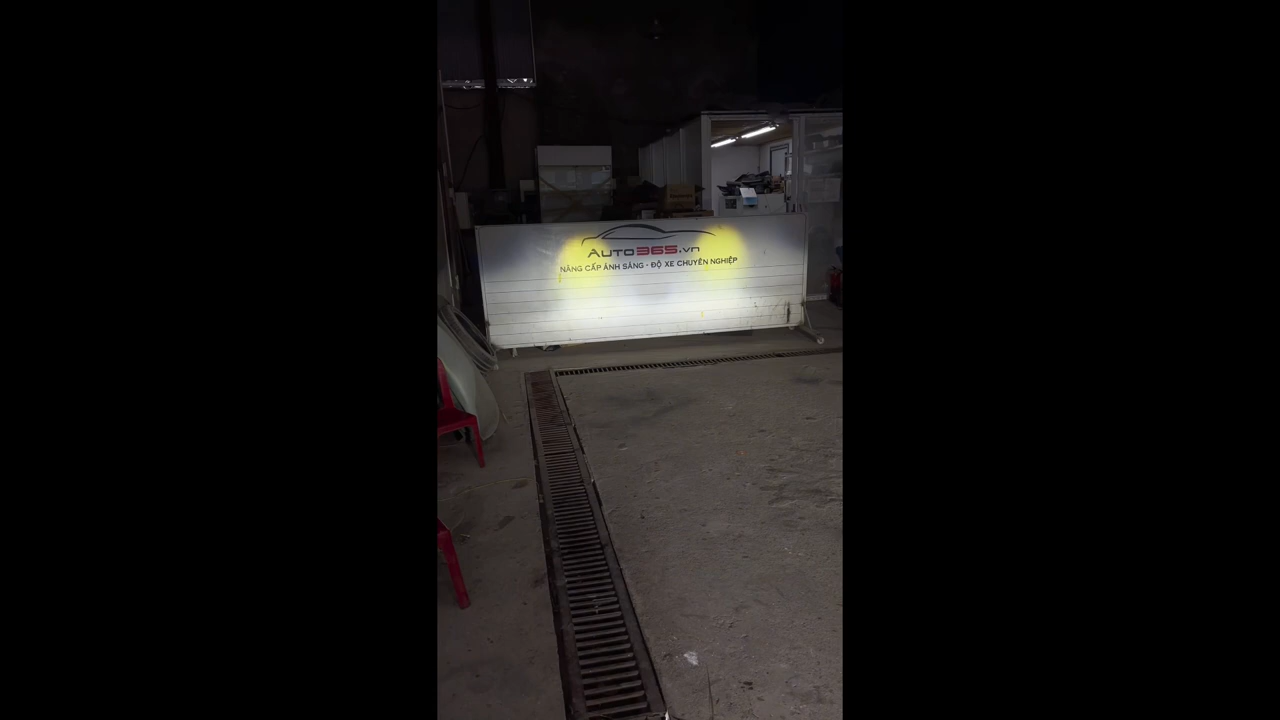 AUTO365.vn
NÂNG CẤP ÁNH SÁNG - ĐỘ XE CHUYÊN NGHIỆP